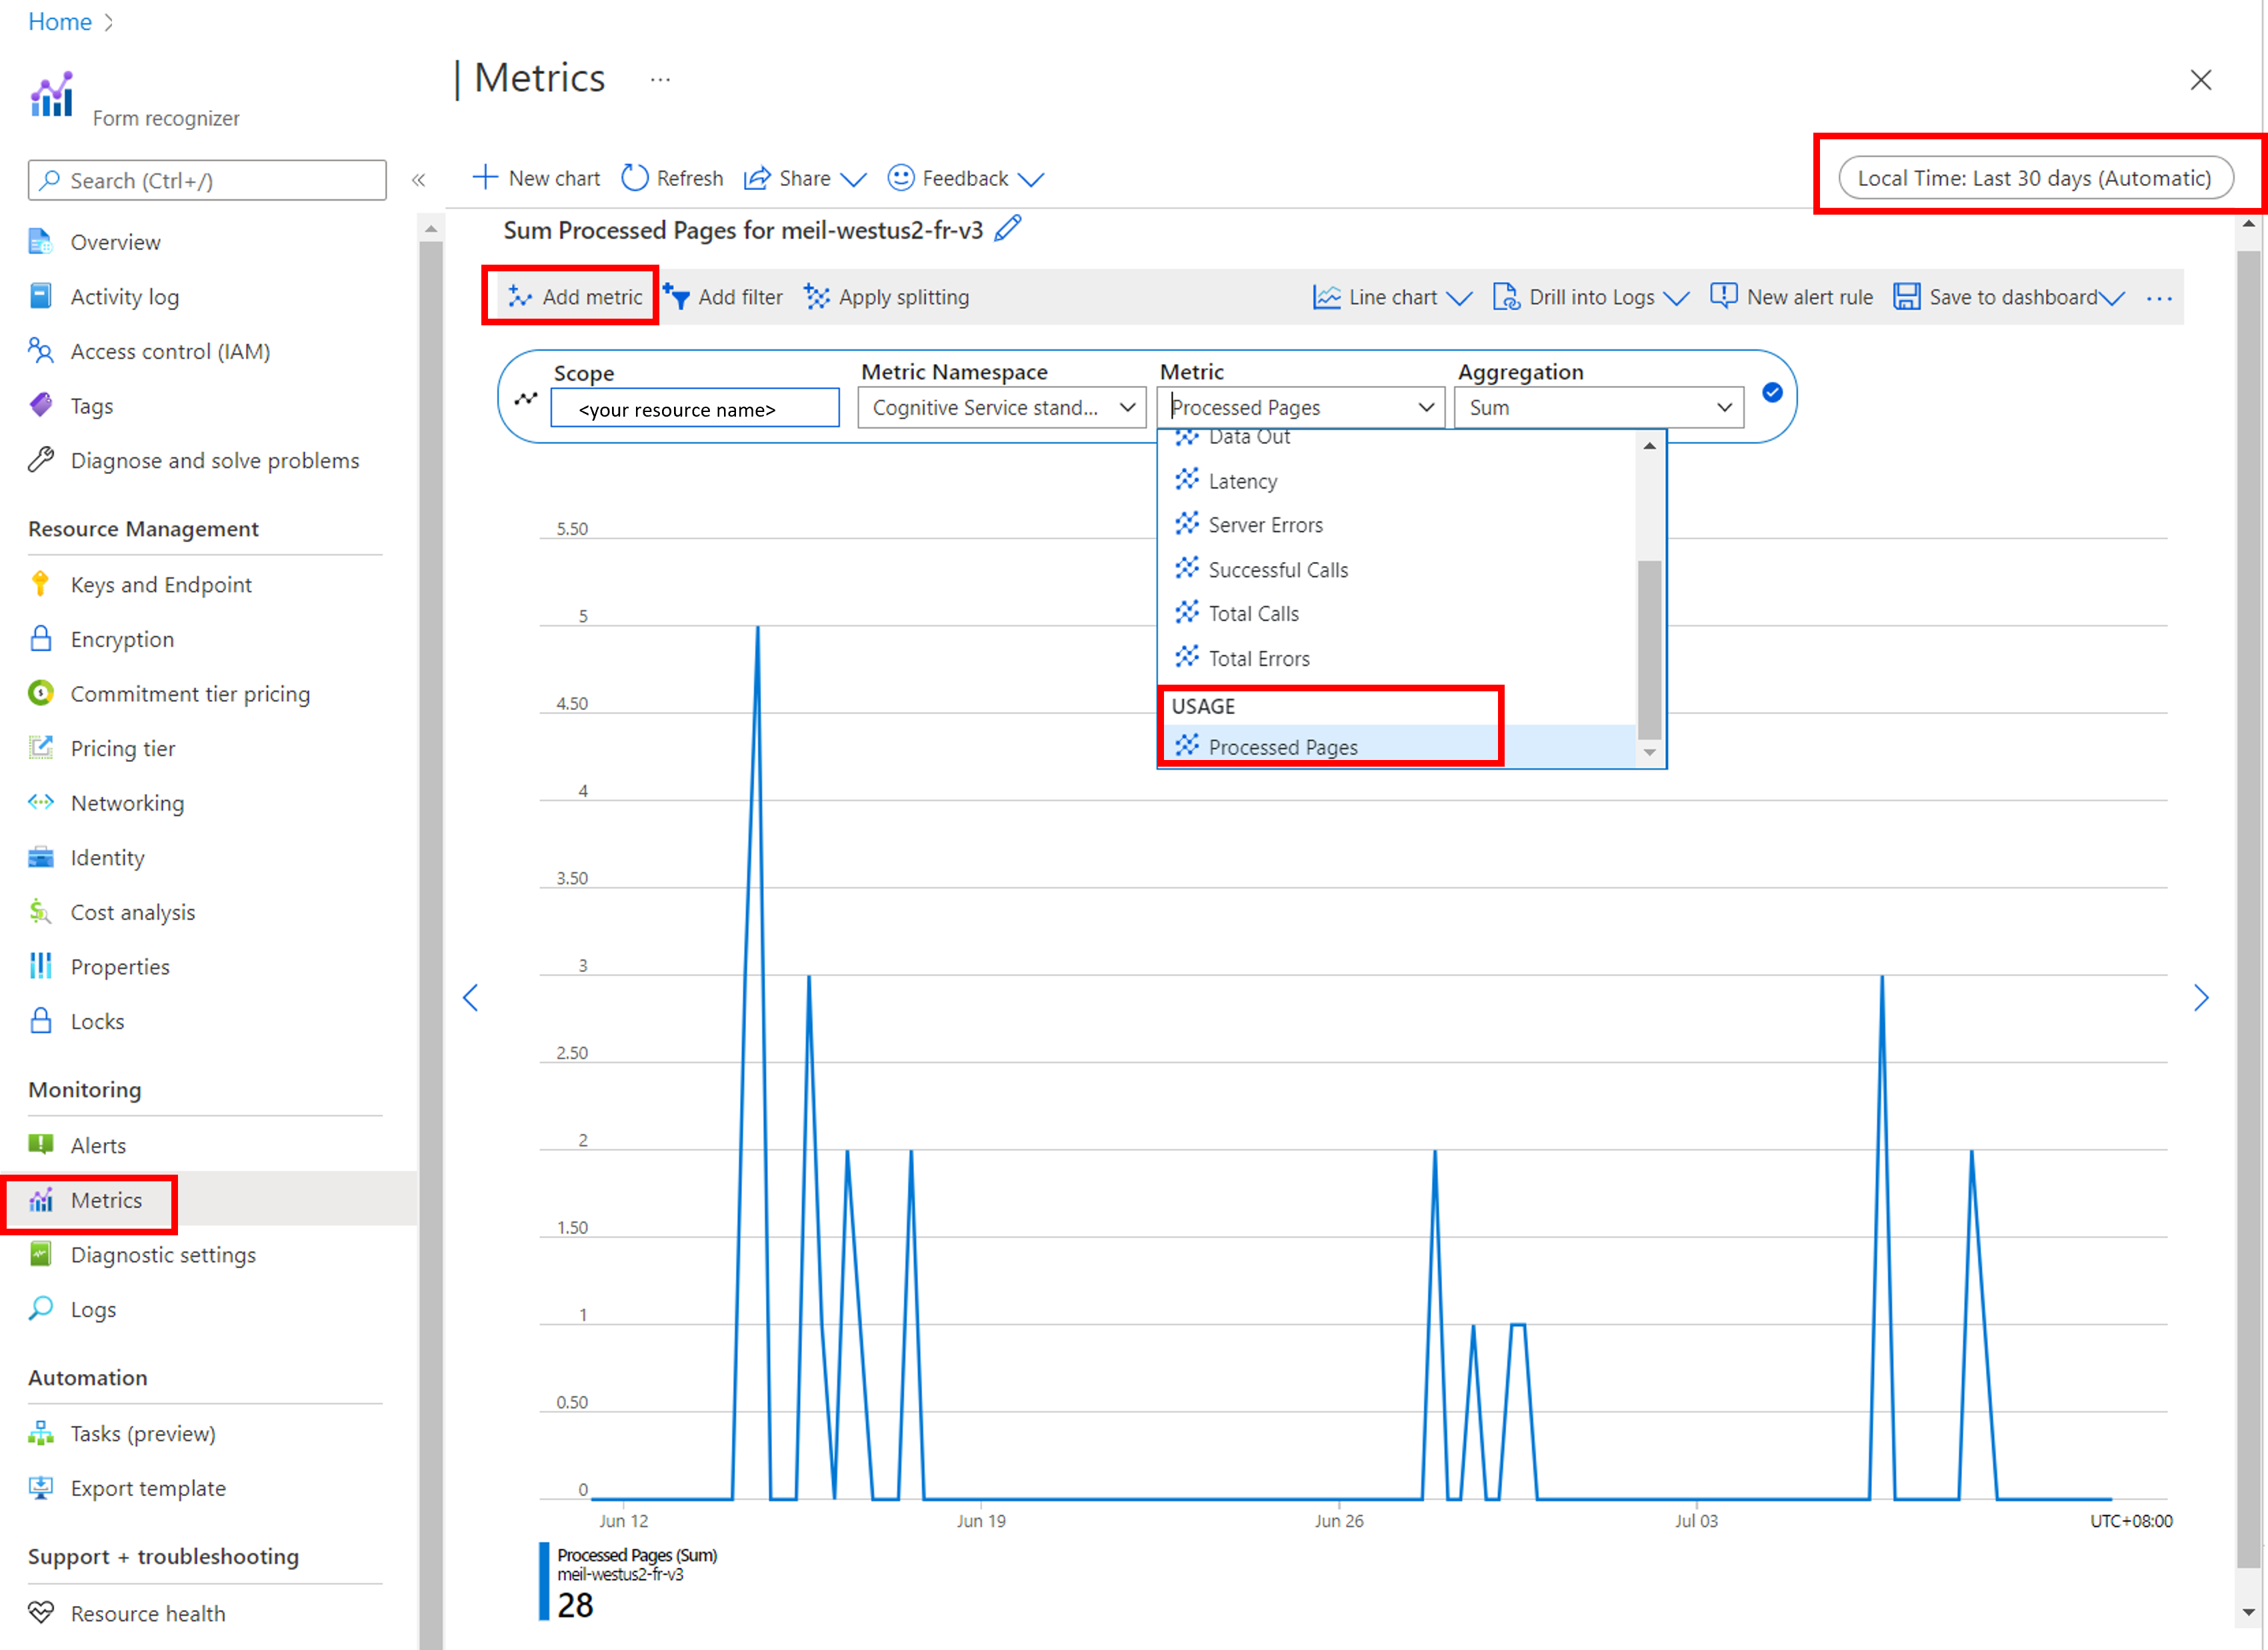 Home
Form recognizer
| Metrics ...
Search (Ctrl+/)
«
Overview
Activity log
Access control (IAM)
Tags
Diagnose and solve problems
Resource Management
Keys and Endpoint
Encryption
Commitment tier pricing
Pricing tier
Networking
Identity
Cost analysis
Properties
Locks
Monitoring
Alerts
Metrics
Diagnostic settings
Logs
Automation
Tasks (preview)
Export template
Support + troubleshooting
Resource health
New chart Refresh Share Feedback
Local Time: Last 30 days (Automatic)
Sum Processed Pages for meil-westus2-fr-v3
Add metric Add filter Apply splitting Line chart Drill into Logs New alert rule Save to dashboard ...
Scope Metric Namespace Metric Aggregation
<your resource name> Cognitive Service stand... Processed Pages Sum
Data Out
Latency
Server Errors
Successful Calls
Total Calls
Total Errors
USAGE
Processed Pages
5.50
5
4.50
4
3.50
3
2.50
2
1.50
1
0.50
0
Jun 12 Jun 19 Jun 26 Jul 03 UTC+08:00
Processed Pages (Sum)
meil-westus2-fr-v3
28